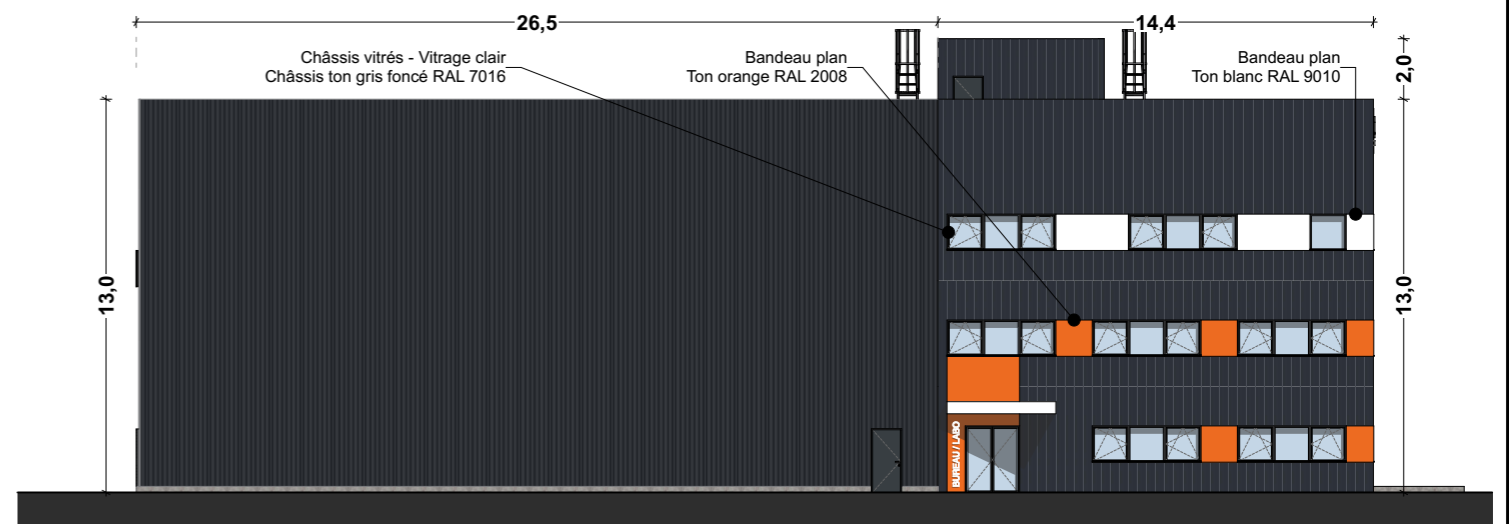 26,5
14,4
Châssis vitrés - Vitrage clair
Châssis ton gris foncé RAL 7016
Bandeau plan
Ton orange RAL 2008
Bandeau plan
Ton blanc RAL 9010
2,0
13,0
13,0
BUREAU / LABO